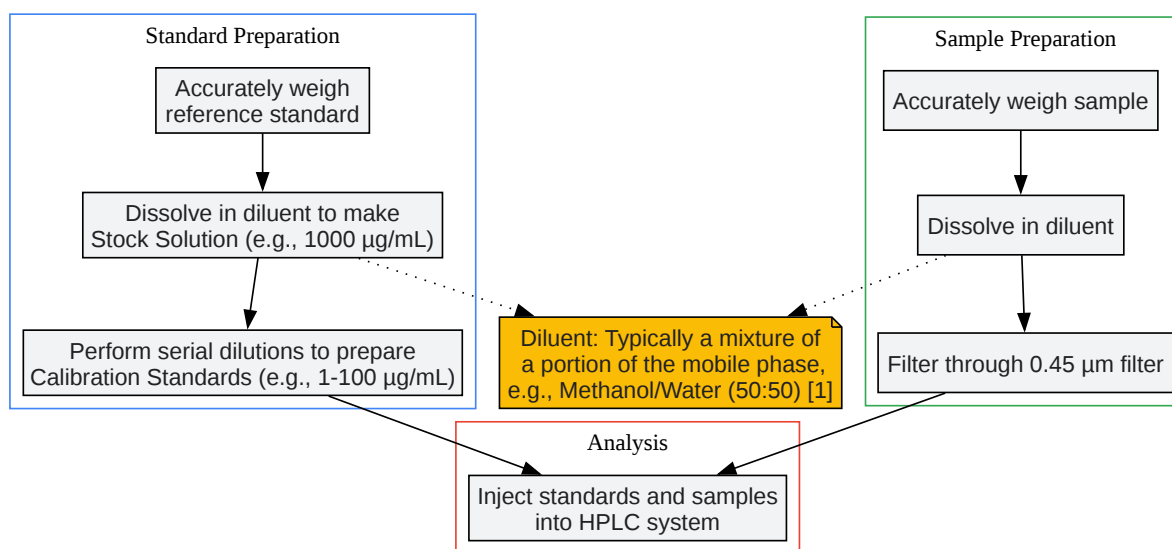 Standard Preparation
Accurately weigh
reference standard
Dissolve in diluent to make
Stock Solution (e.g., 1000 µg/mL)
Perform serial dilutions to prepare
Calibration Standards (e.g., 1-100 µg/mL)
Sample Preparation
Accurately weigh sample
Dissolve in diluent
Filter through 0.45 µm filter
Diluent: Typically a mixture of
a portion of the mobile phase,
e.g., Methanol/Water (50:50) [1]
Analysis
Inject standards and samples
into HPLC system